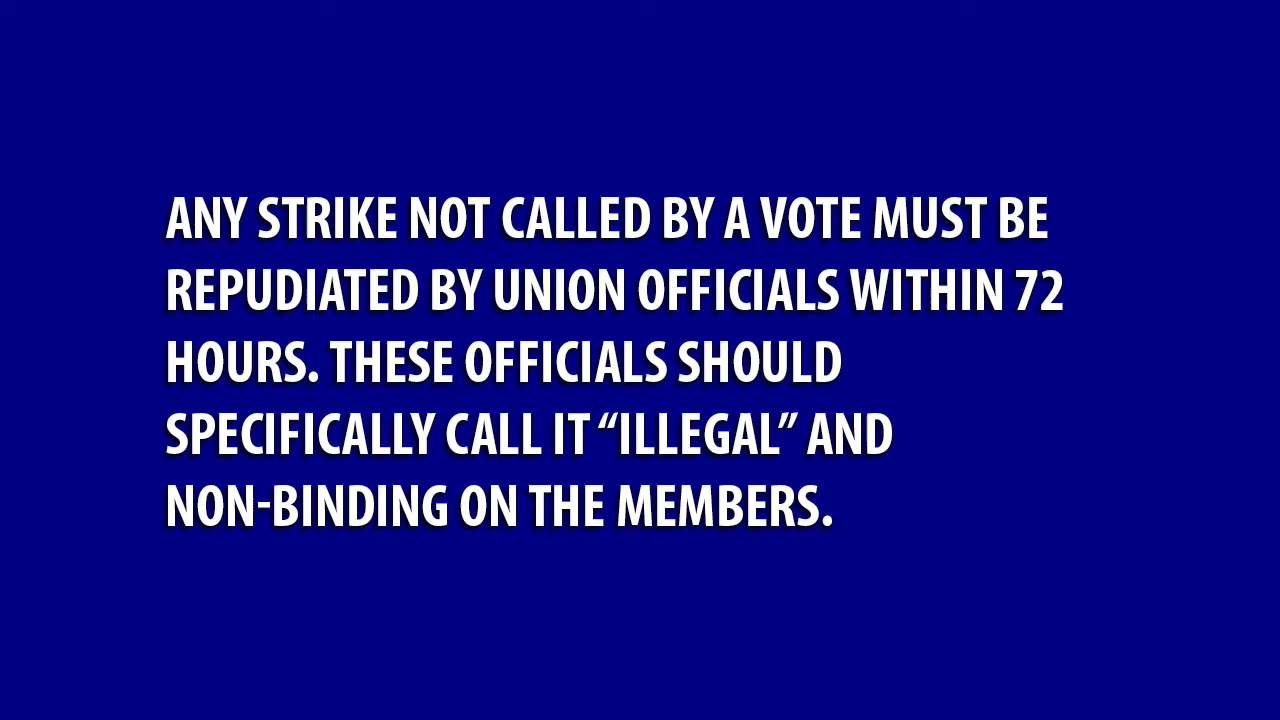 ANY STRIKE NOT CALLED BY A VOTE MUST BE
REPUDIATED BY UNION OFFICIALS WITHIN 72
HOURS. THESE OFFICIALS SHOULD
SPECIFICALLY CALL IT “ILLEGAL” AND
NON-BINDING ON THE MEMBERS.